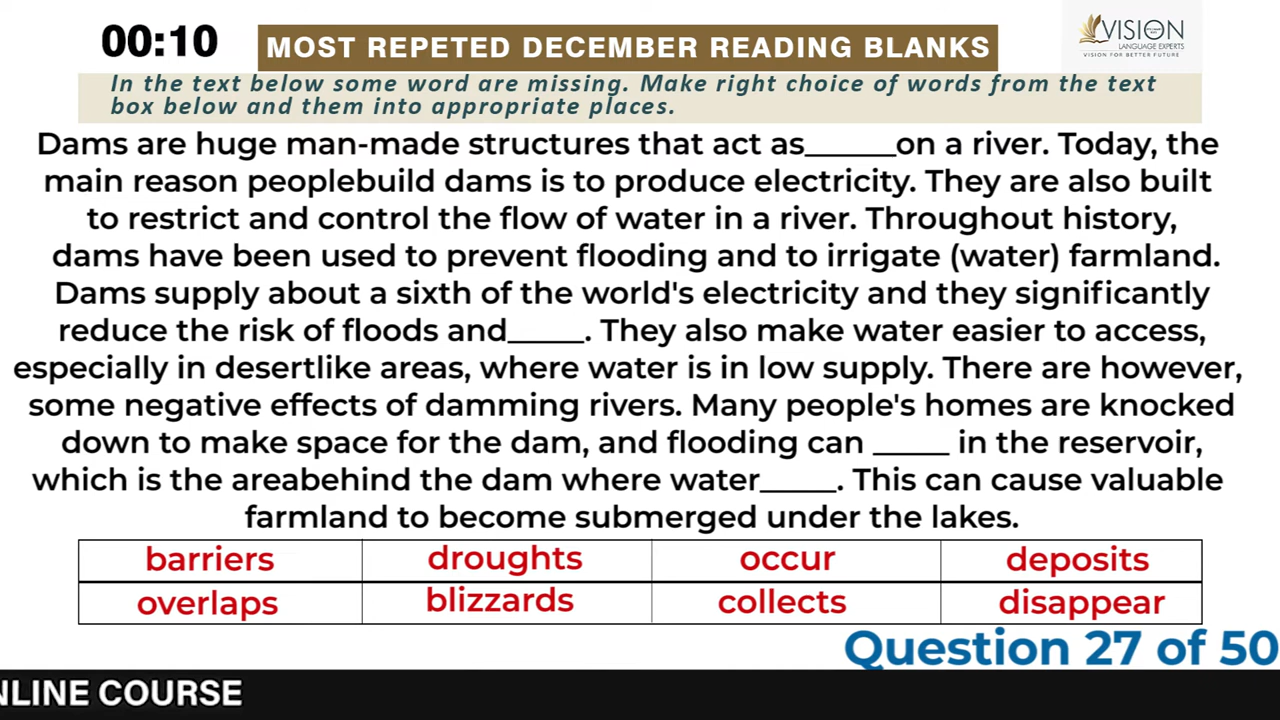 00:10
MOST REPETED DECEMBER READING BLANKS
VISION
LANGUAGE EXPERTS
VISION FOR BETTER FUTURE
In the text below some word are missing. Make right choice of words from the text
box below and them into appropriate places.
Dams are huge man-made structures that act as______on a river. Today, the
main reason peoplebuild dams is to produce electricity. They are also built
to restrict and control the flow of water in a river. Throughout history,
dams have been used to prevent flooding and to irrigate (water) farmland.
Dams supply about a sixth of the world's electricity and they significantly
reduce the risk of floods and_____. They also make water easier to access,
especially in desertlike areas, where water is in low supply. There are however,
some negative effects of damming rivers. Many people's homes are knocked
down to make space for the dam, and flooding can _____ in the reservoir,
which is the areabehind the dam where water_____. This can cause valuable
farmland to become submerged under the lakes.
barriers droughts occur deposits
overlaps blizzards collects disappear
Question 27 of 50
NLINE COURSE